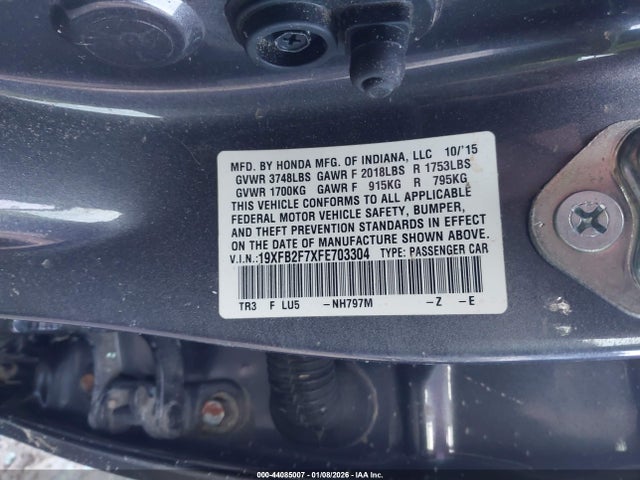 MFD. BY HONDA MFG. OF INDIANA, LLC 10/'15
GVWR 3748LBS GAWR F 2018LBS R 1753LBS
GVWR 1700KG GAWR F 915KG R 795KG
THIS VEHICLE CONFORMS TO ALL APPLICABLE
FEDERAL MOTOR VEHICLE SAFETY, BUMPER,
AND THEFT PREVENTION STANDARDS IN EFFECT
ON THE DATE OF MANUFACTURE SHOWN ABOVE.
V.I.N.:19XFB2F7XFE703304 TYPE: PASSENGER CAR
TR3 F LU5 -NH797M -Z -E
000-44085007 - 01/08/2026 - IAA Inc.